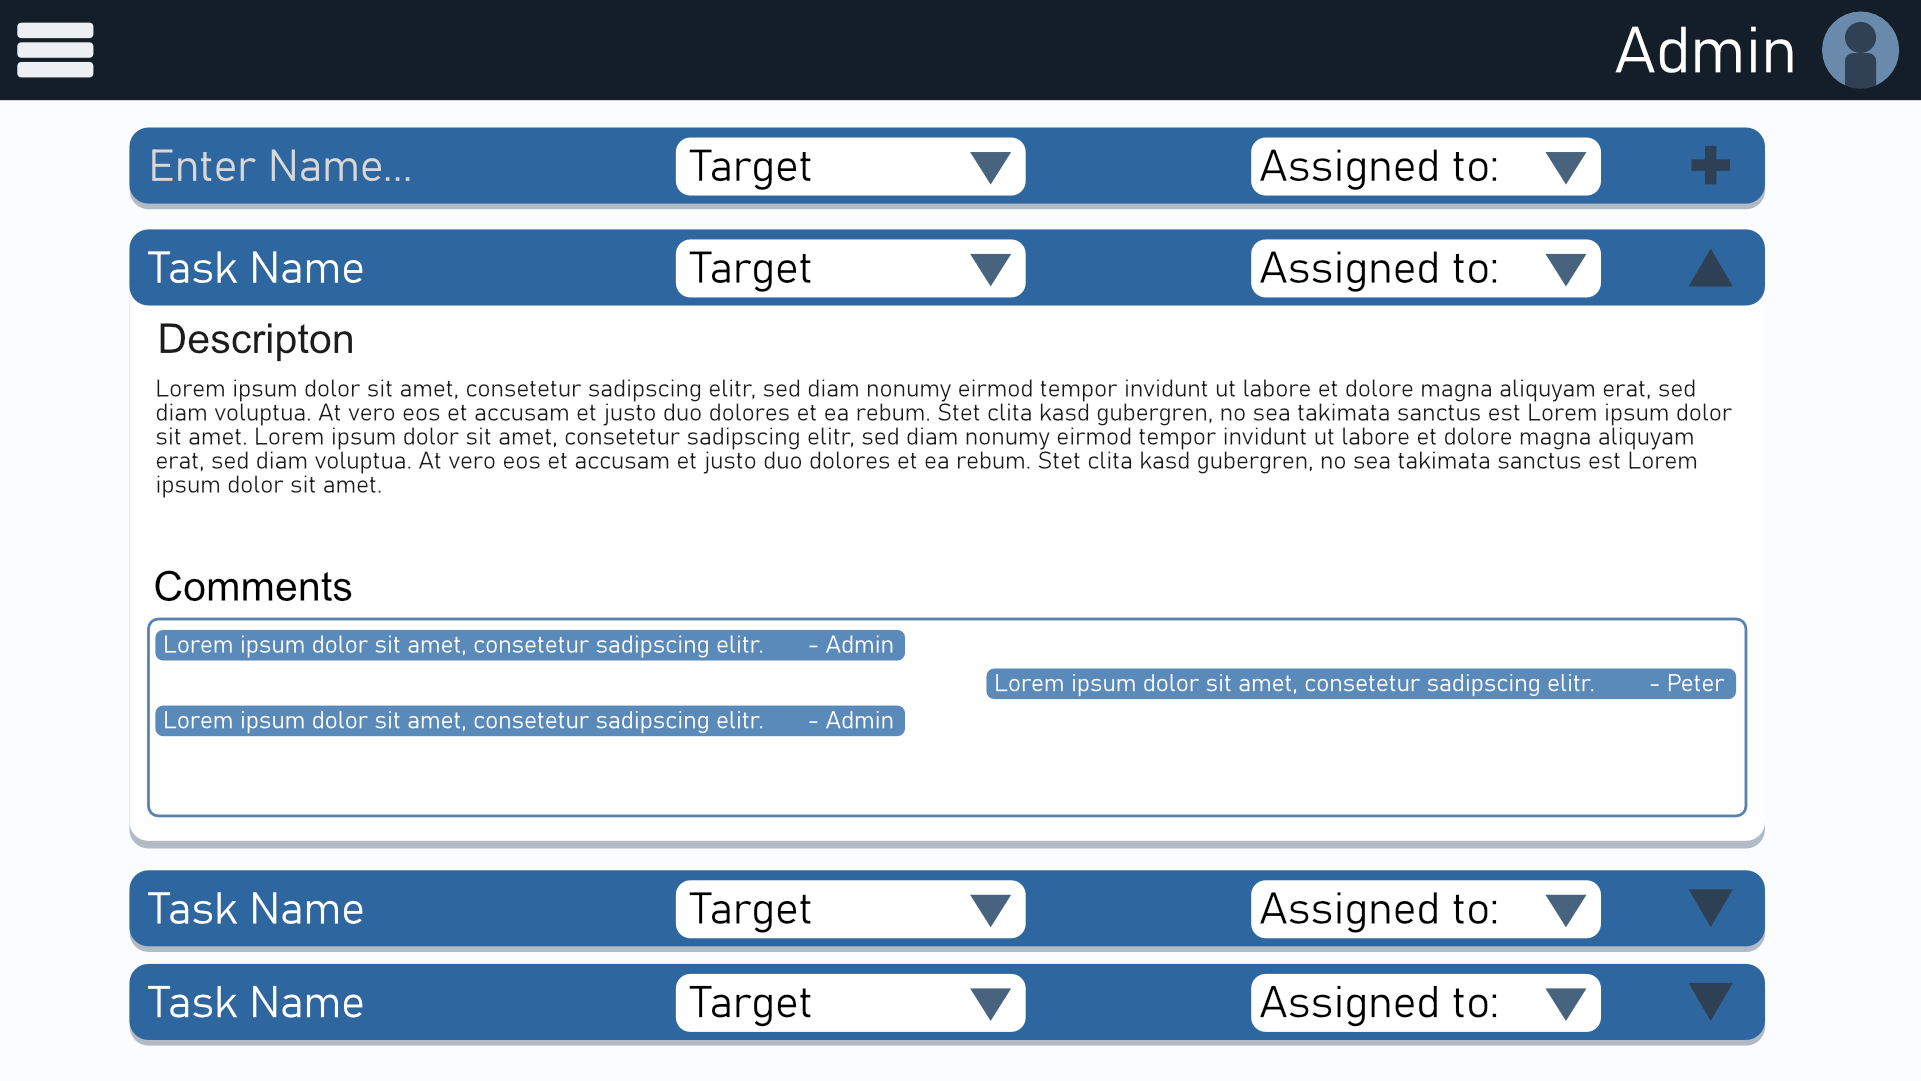 Admin
Enter Name... Target Assigned to:
Task Name Target Assigned to:
Descripton
Lorem ipsum dolor sit amet, consetetur sadipscing elitr, sed diam nonumy eirmod tempor invidunt ut labore et dolore magna aliquyam erat, sed
diam voluptua. At vero eos et accusam et justo duo dolores et ea rebum. Stet clita kasd gubergren, no sea takimata sanctus est Lorem ipsum dolor
sit amet. Lorem ipsum dolor sit amet, consetetur sadipscing elitr, sed diam nonumy eirmod tempor invidunt ut labore et dolore magna aliquyam
erat, sed diam voluptua. At vero eos et accusam et justo duo dolores et ea rebum. Stet clita kasd gubergren, no sea takimata sanctus est Lorem
ipsum dolor sit amet.
Comments
Lorem ipsum dolor sit amet, consetetur sadipscing elitr. - Admin
Lorem ipsum dolor sit amet, consetetur sadipscing elitr. - Peter
Lorem ipsum dolor sit amet, consetetur sadipscing elitr. - Admin
Task Name Target Assigned to:
Task Name Target Assigned to: